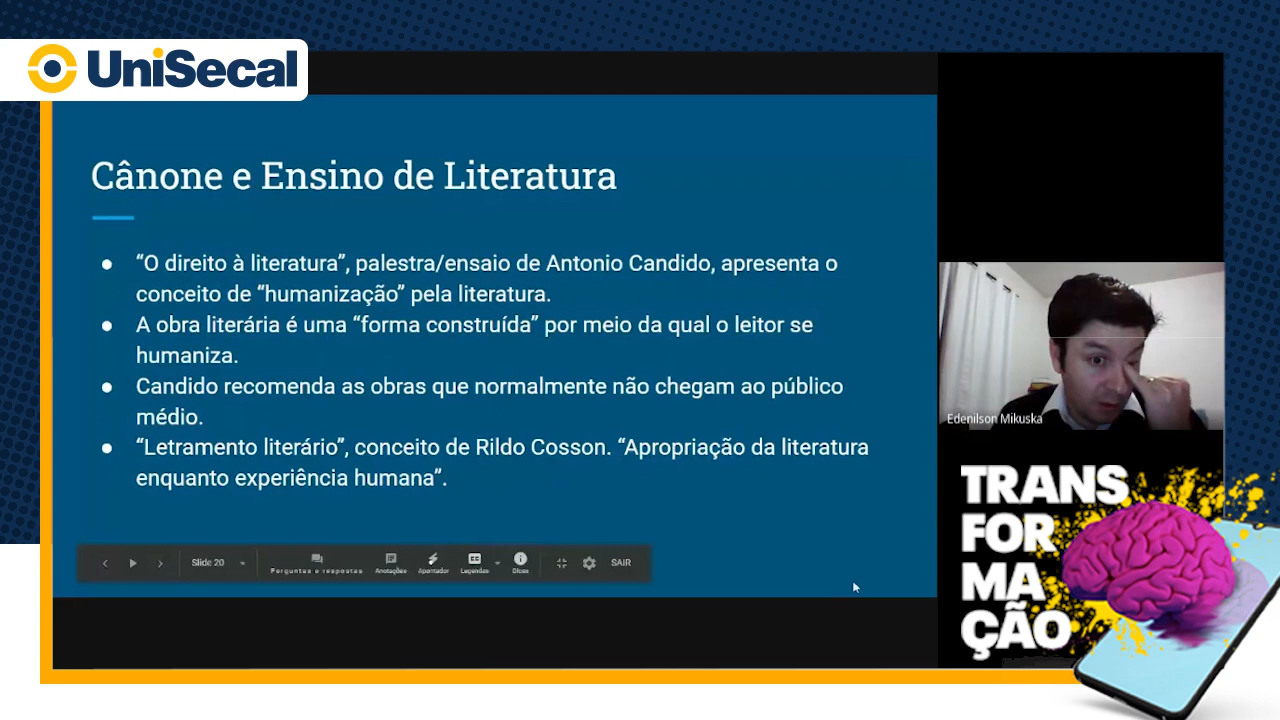 UniSecal
Cânone e Ensino de Literatura
● “O direito à literatura”, palestra/ensaio de Antonio Candido, apresenta o
conceito de “humanização” pela literatura.
● A obra literária é uma “forma construída” por meio da qual o leitor se
humaniza.
● Candido recomenda as obras que normalmente não chegam ao público
médio.
● “Letramento literário”, conceito de Rildo Cosson. “Apropriação da literatura
enquanto experiência humana”.
Slide 20
Perguntas e respostas
Anotações
Apontador
Legendas
Dicas
SAIR
Edenilson Mikuska
TRANS
FOR
MA
ÇÃO